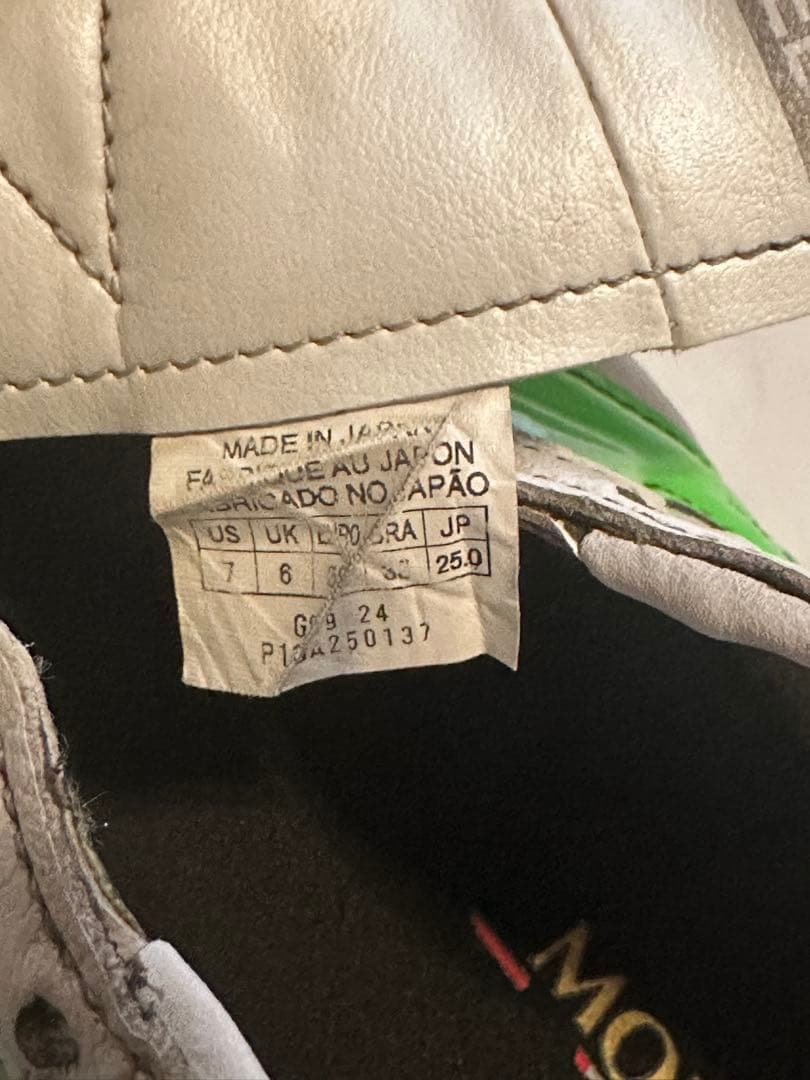 MADE IN JAPAN
FABRIQUE AU JAPON
FABRICADO NO JAPÃO
US UK EURO BRA JP
7 6 25.0
24
MO